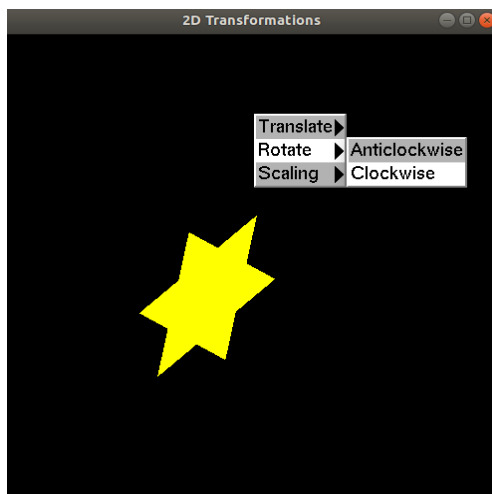 2D Transformations
Translate
Rotate
Scaling
Anticlockwise
Clockwise